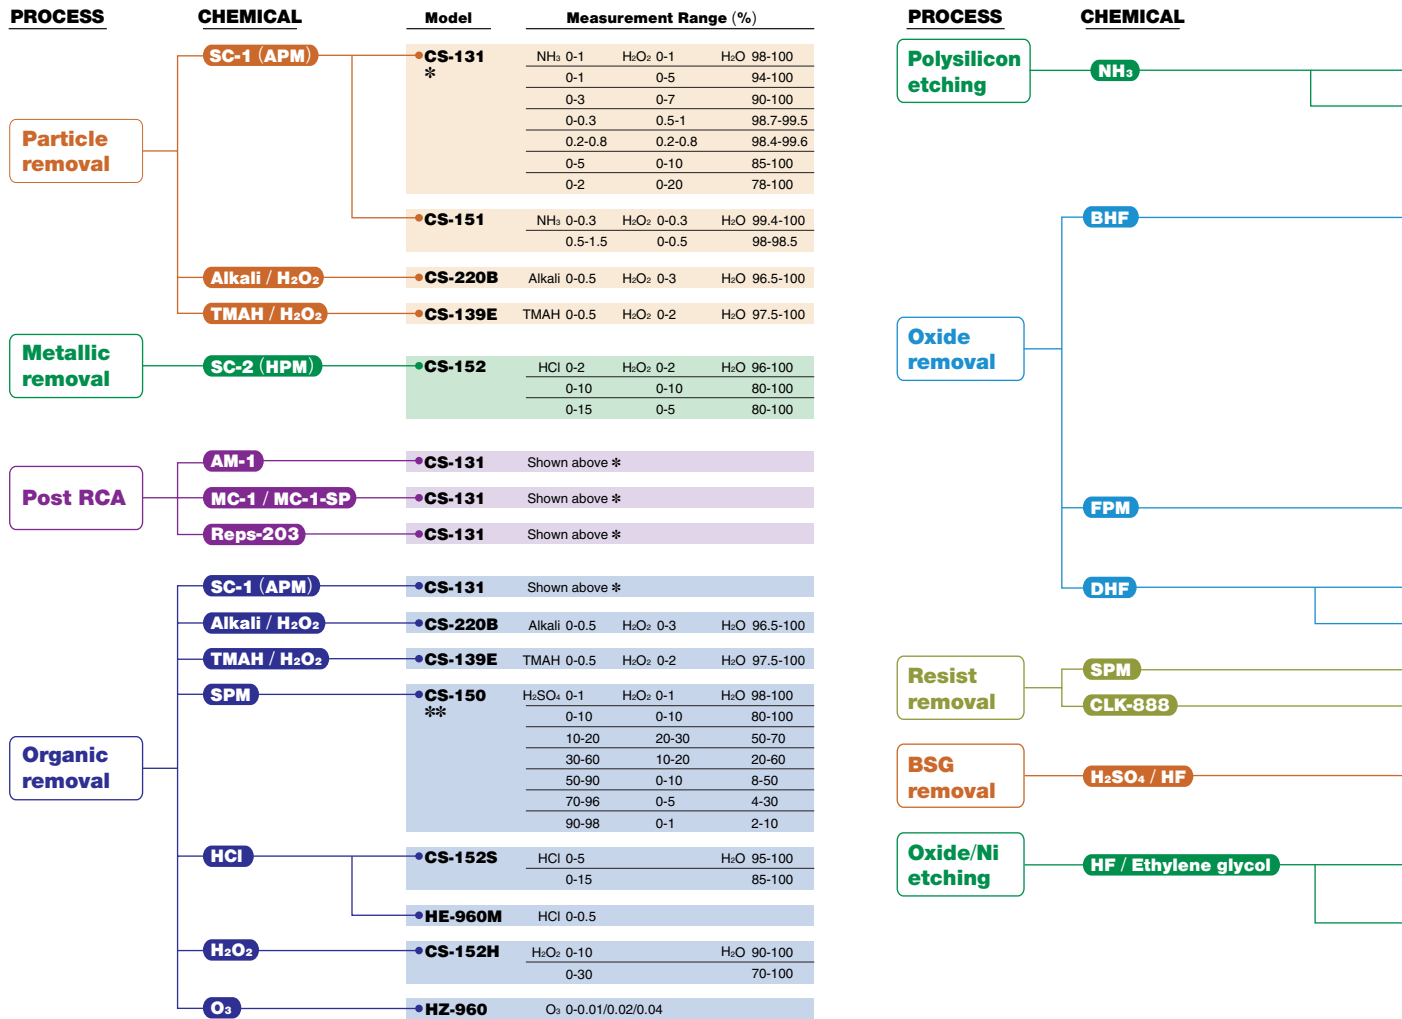 PROCESS CHEMICAL Model Measurement Range (%)
SC-1 (APM) CS-131 NH₃ 0-1 H₂O₂ 0-1 H₂O 98-100
✻ 0-1 0-5 94-100
0-3 0-7 90-100
0-0.3 0.5-1 98.7-99.5
Particle
removal
0.2-0.8 0.2-0.8 98.4-99.6
0-5 0-10 85-100
0-2 0-20 78-100
CS-151 NH₃ 0-0.3 H₂O₂ 0-0.3 H₂O 99.4-100
0.5-1.5 0-0.5 98-98.5
Alkali / H₂O₂ CS-220B Alkali 0-0.5 H₂O₂ 0-3 H₂O 96.5-100
TMAH / H₂O₂ CS-139E TMAH 0-0.5 H₂O₂ 0-2 H₂O 97.5-100
Metallic
removal
SC-2 (HPM) CS-152 HCl 0-2 H₂O₂ 0-2 H₂O 96-100
0-10 0-10 80-100
0-15 0-5 80-100
Post RCA
AM-1 CS-131 Shown above ✻
MC-1 / MC-1-SP CS-131 Shown above ✻
Reps-203 CS-131 Shown above ✻
Organic
removal
SC-1 (APM) CS-131 Shown above ✻
Alkali / H₂O₂ CS-220B Alkali 0-0.5 H₂O₂ 0-3 H₂O 96.5-100
TMAH / H₂O₂ CS-139E TMAH 0-0.5 H₂O₂ 0-2 H₂O 97.5-100
SPM CS-150 H₂SO₄ 0-1 H₂O₂ 0-1 H₂O 98-100
✻✻ 0-10 0-10 80-100
10-20 20-30 50-70
30-60 10-20 20-60
50-90 0-10 8-50
70-96 0-5 4-30
90-98 0-1 2-10
HCl CS-152S HCl 0-5 H₂O 95-100
0-15 85-100
HE-960M HCl 0-0.5
H₂O₂ CS-152H H₂O₂ 0-10 H₂O 90-100
0-30 70-100
O₃ HZ-960 O₃ 0-0.01/0.02/0.04
PROCESS CHEMICAL
Polysilicon
etching
NH₃
Oxide
removal
BHF
FPM
DHF
Resist
removal
SPM
CLK-888
BSG
removal
H₂SO₄ / HF
Oxide/Ni
etching
HF / Ethylene glycol